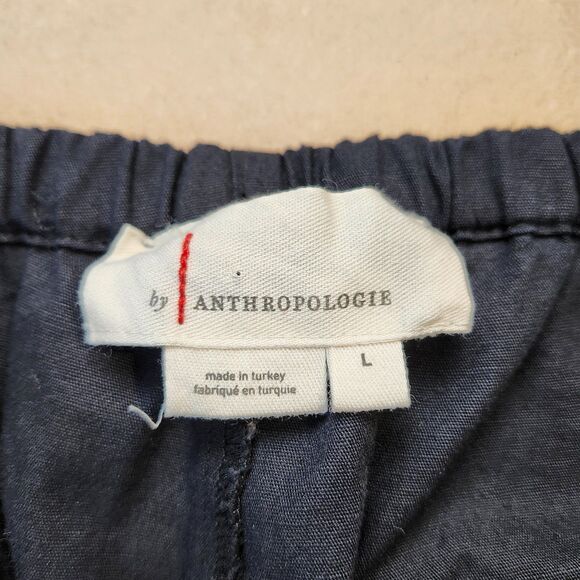 by ANTHROPOLOGIE
made in turkey
fabriqué en turquie
L